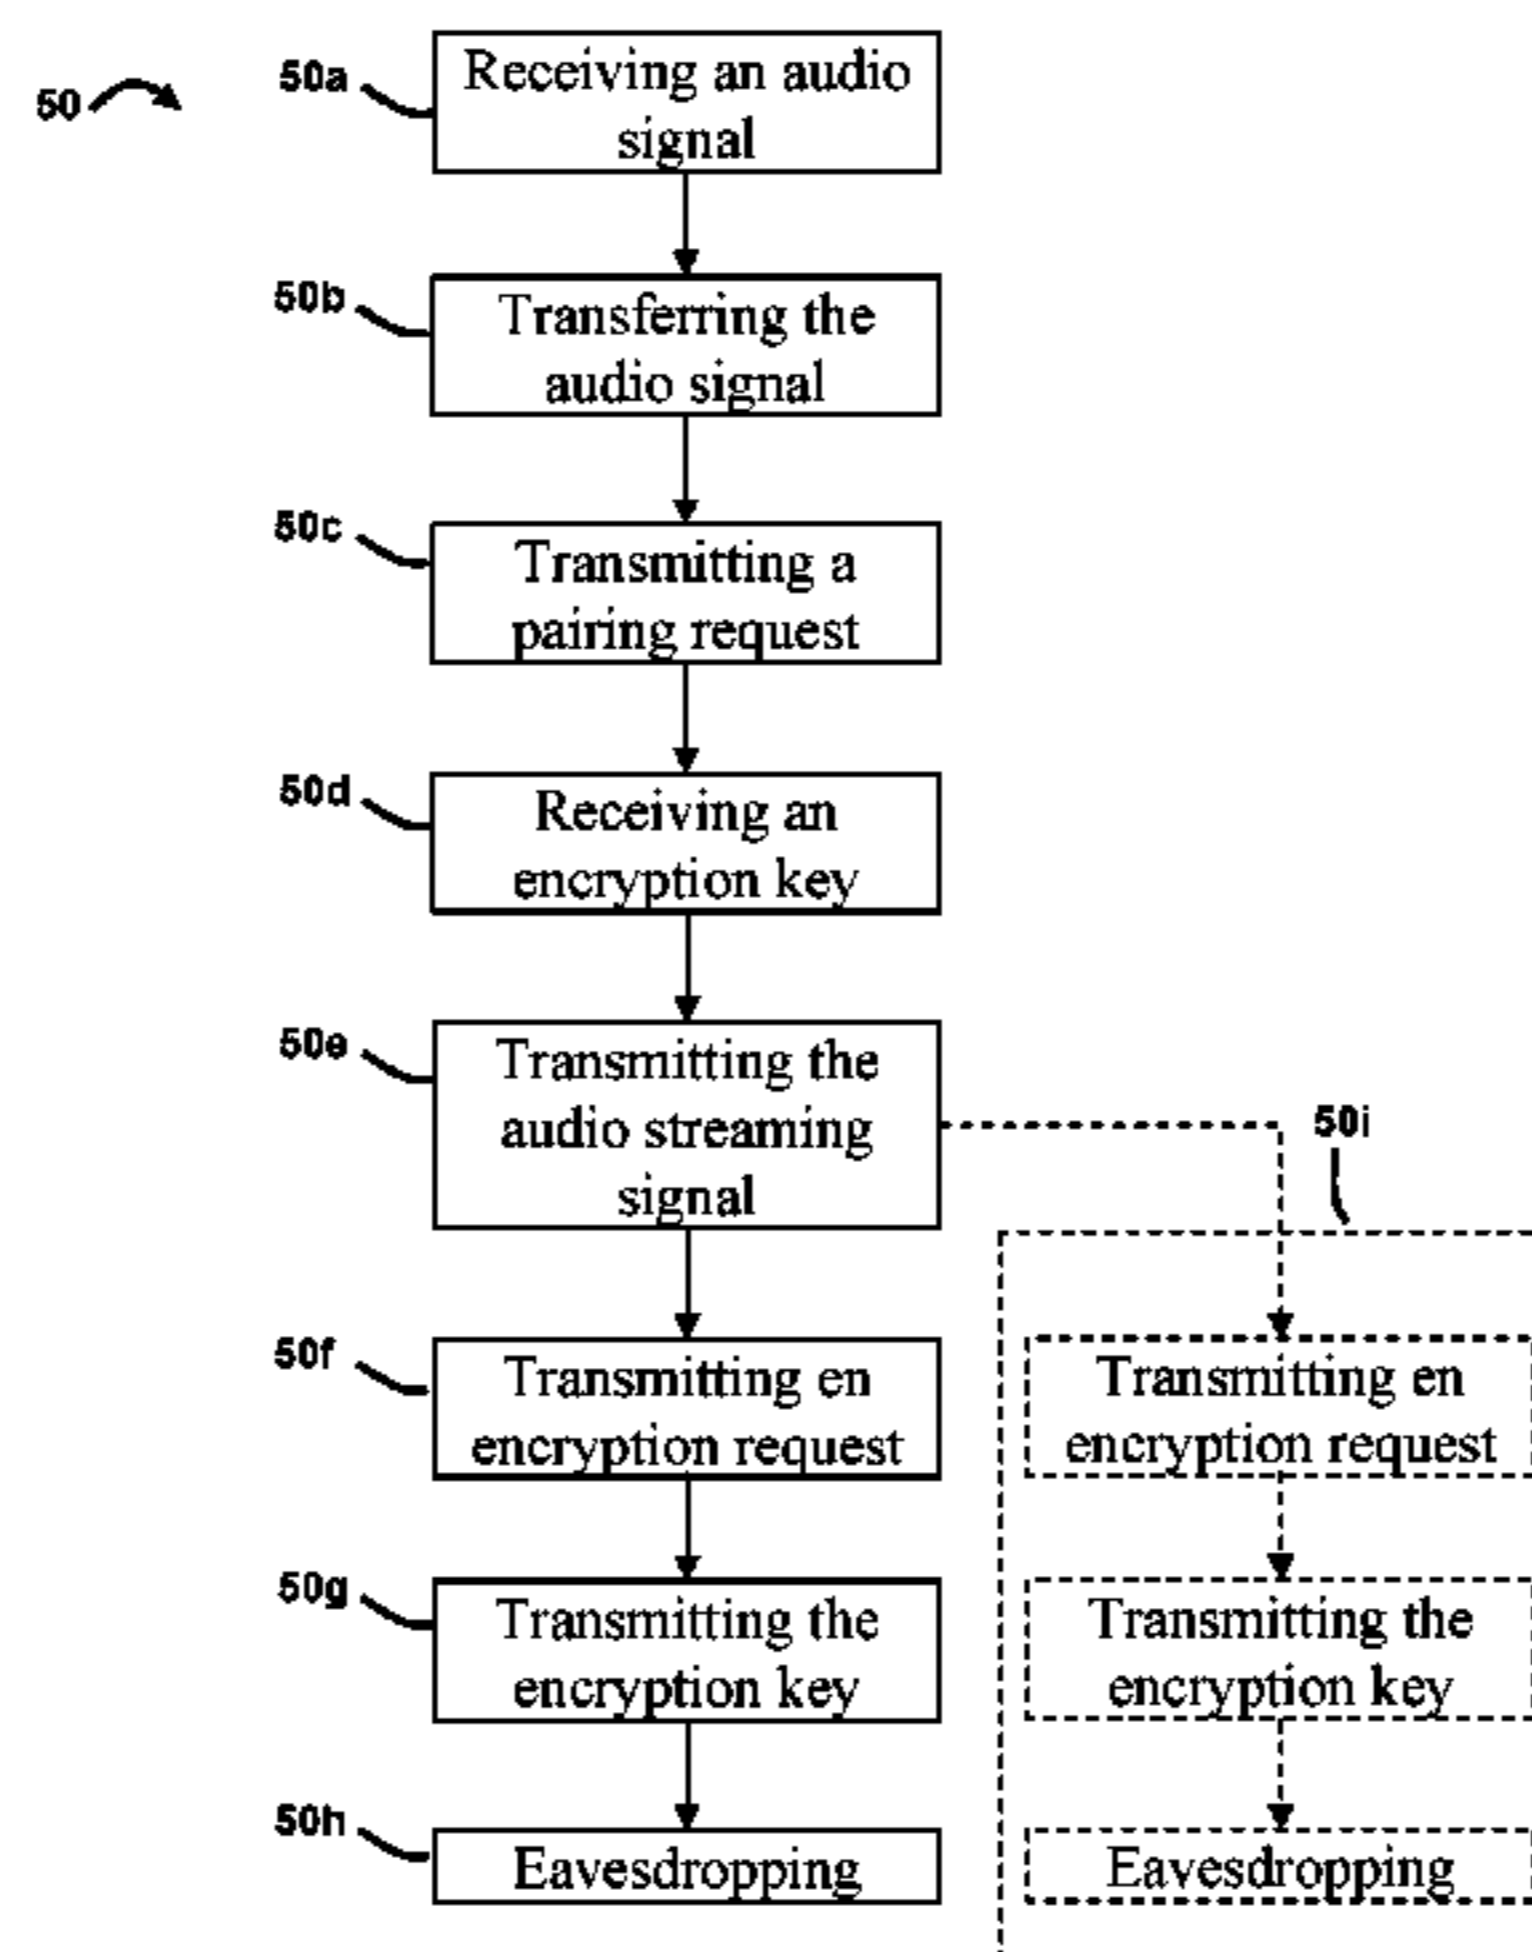 50
50a
Receiving an audio
signal
50b
Transferring the
audio signal
50c
Transmitting a
pairing request
50d
Receiving an
encryption key
50e
Transmitting the
audio streaming
signal
50i
50f
Transmitting en
encryption request
Transmitting en
encryption request
50g
Transmitting the
encryption key
Transmitting the
encryption key
50h
Eavesdropping
Eavesdropping